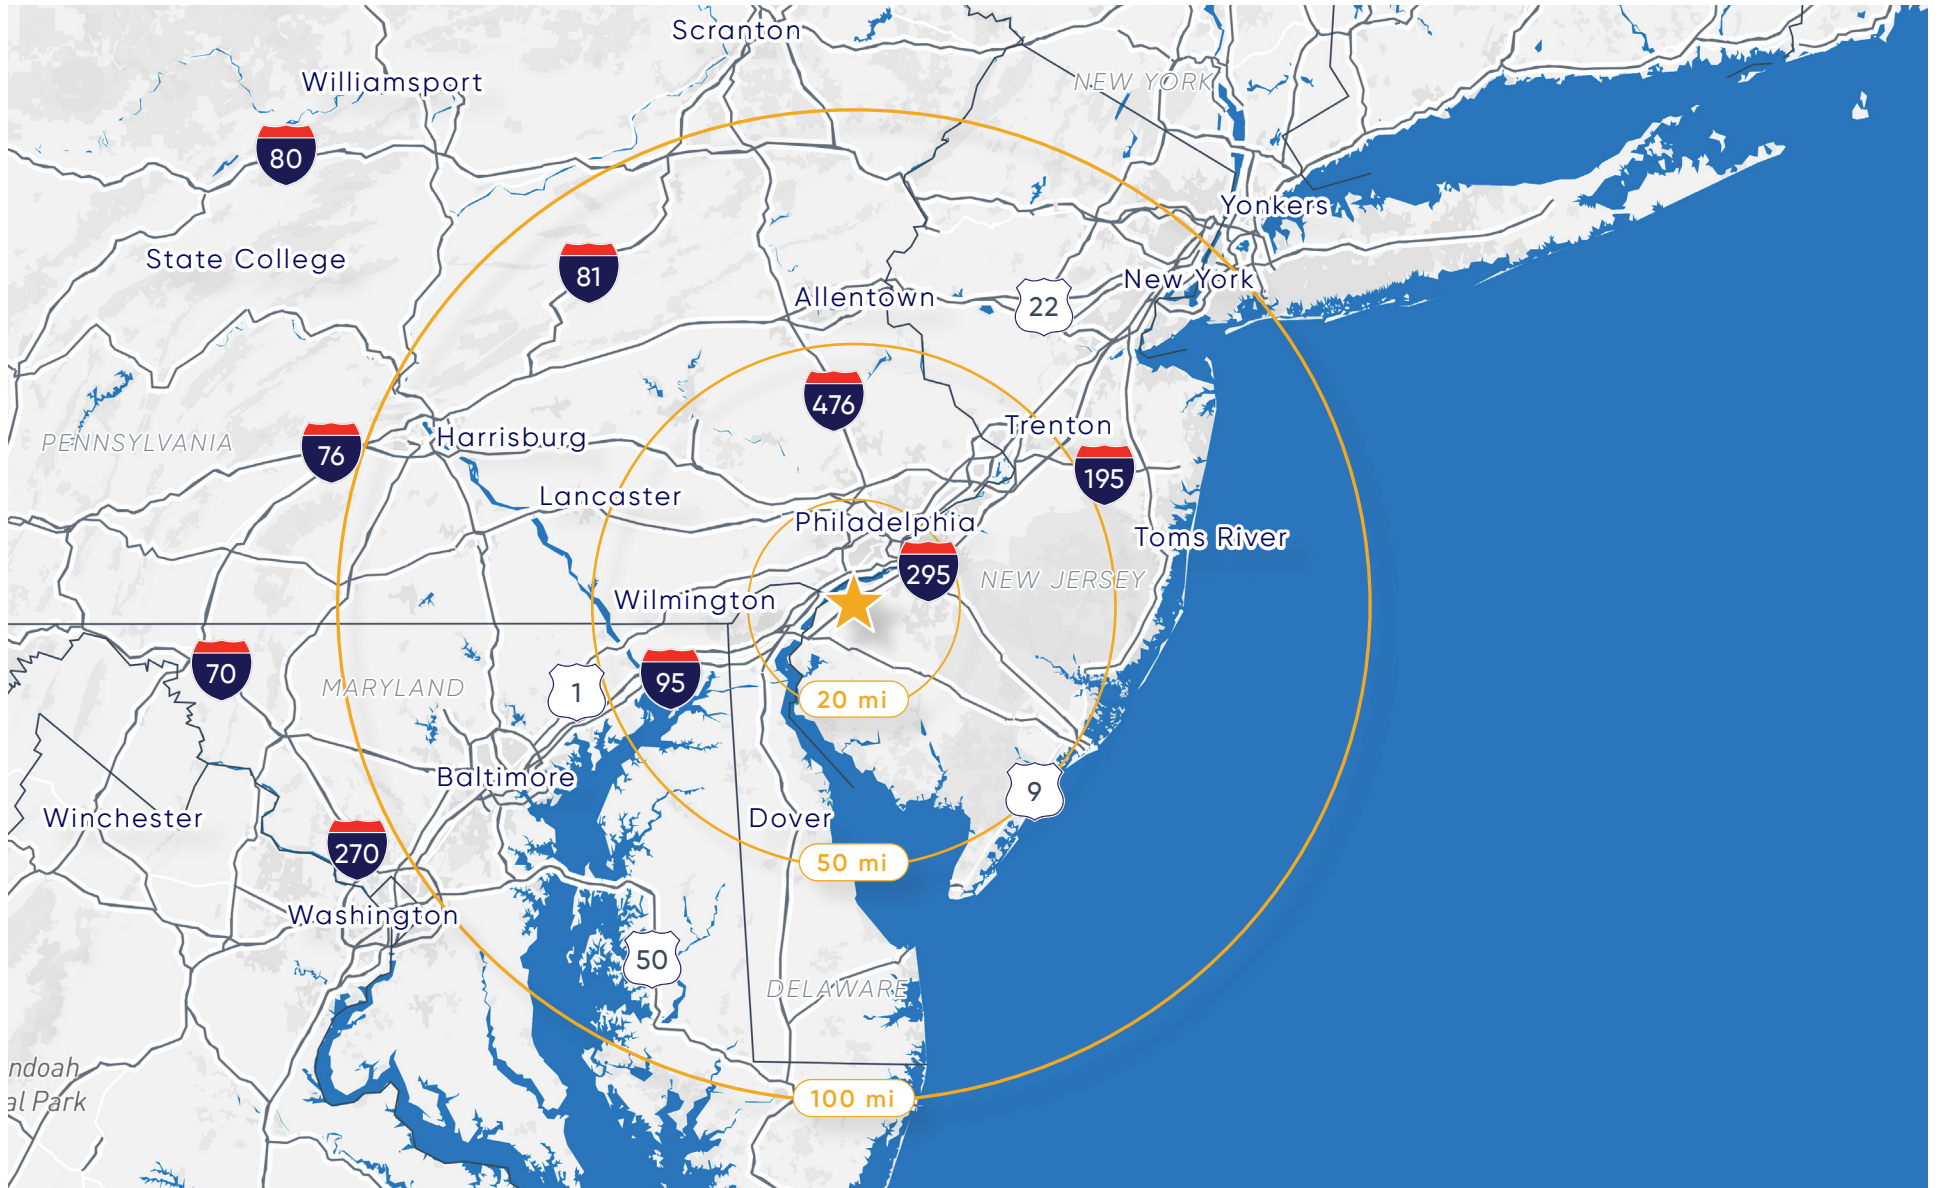 Scranton
Williamsport
NEW YORK
80
Yonkers
State College
81
New York
Allentown
22
476
Trenton
PENNSYLVANIA
Harrisburg
76
195
Lancaster
Philadelphia
Toms River
295
NEW JERSEY
Wilmington
70
MARYLAND
1
95
20 mi
Baltimore
9
Winchester
Dover
270
50 mi
Washington
50
DELAWARE
ndoah
al Park
100 mi